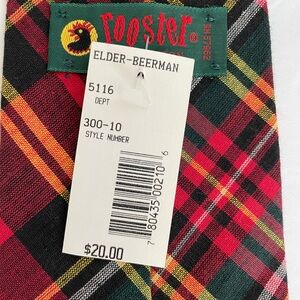 rooster®
ELDER-BEERMAN
5116
DEPT
300-10
STYLE NUMBER
7 80435 00210 6
$20.00